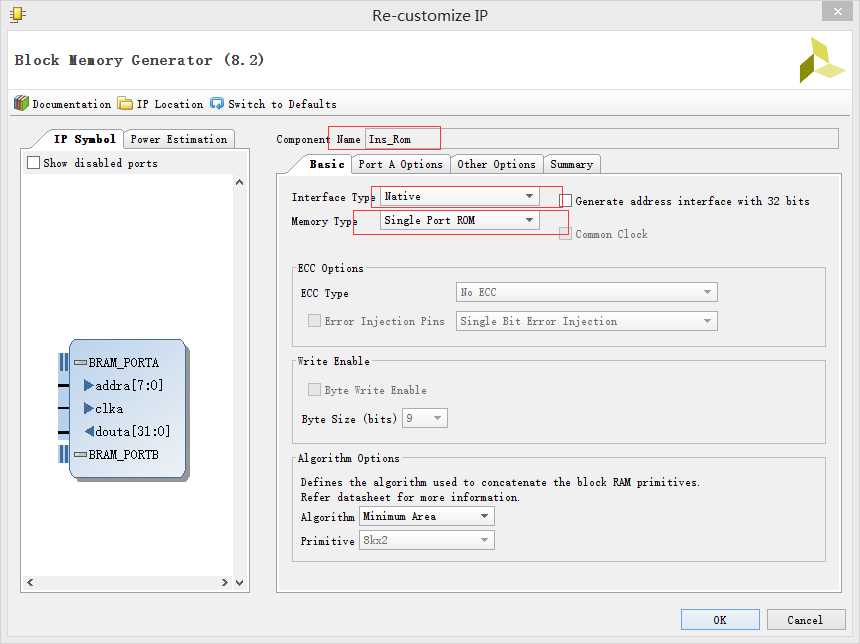 Re-customize IP
Block Memory Generator (8.2)
Documentation IP Location Switch to Defaults
IP Symbol Power Estimation
Show disabled ports
BRAM_PORTA
addra[7:0]
clka
douta[31:0]
BRAM_PORTB
Component Name Ins_Rom
Basic Port A Options Other Options Summary
Interface Type Native Generate address interface with 32 bits
Memory Type Single Port ROM Common Clock
ECC Options
ECC Type No ECC
Error Injection Pins Single Bit Error Injection
Write Enable
Byte Write Enable
Byte Size (bits) 9
Algorithm Options
Defines the algorithm used to concatenate the block RAM primitives.
Refer datasheet for more information.
Algorithm Minimum Area
Primitive 8kx2
OK Cancel